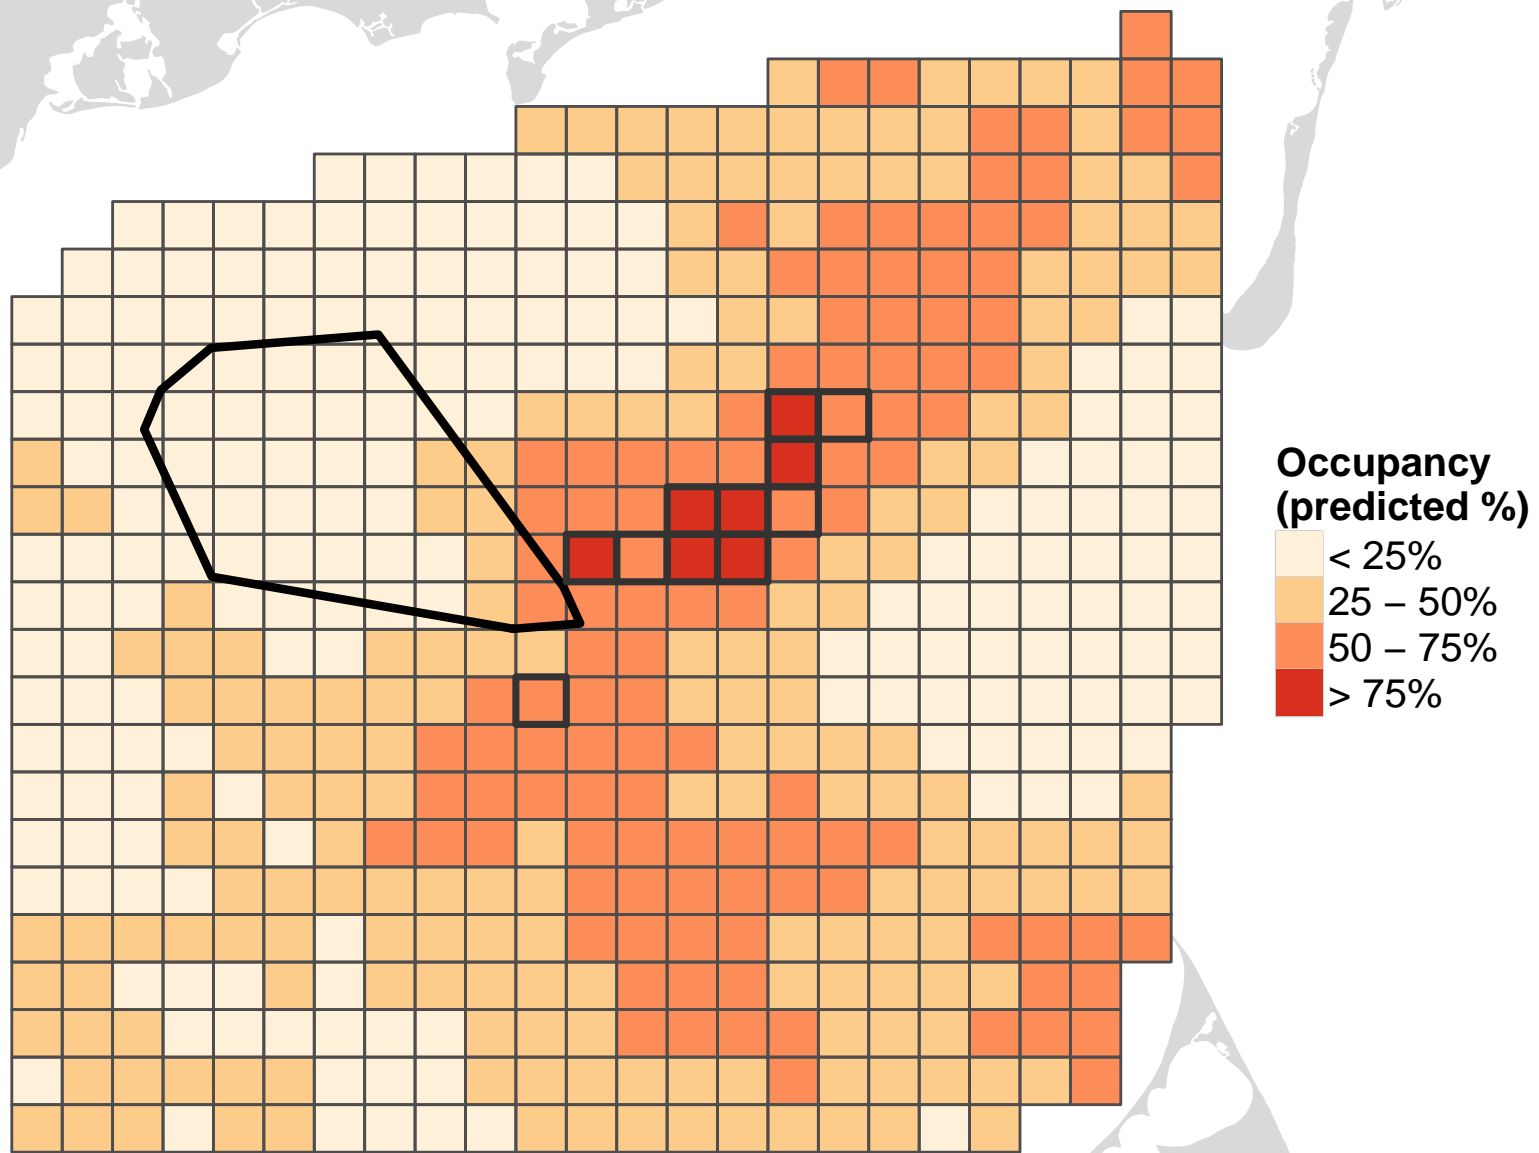 Occupancy
(predicted %)
< 25%
25 – 50%
50 – 75%
> 75%